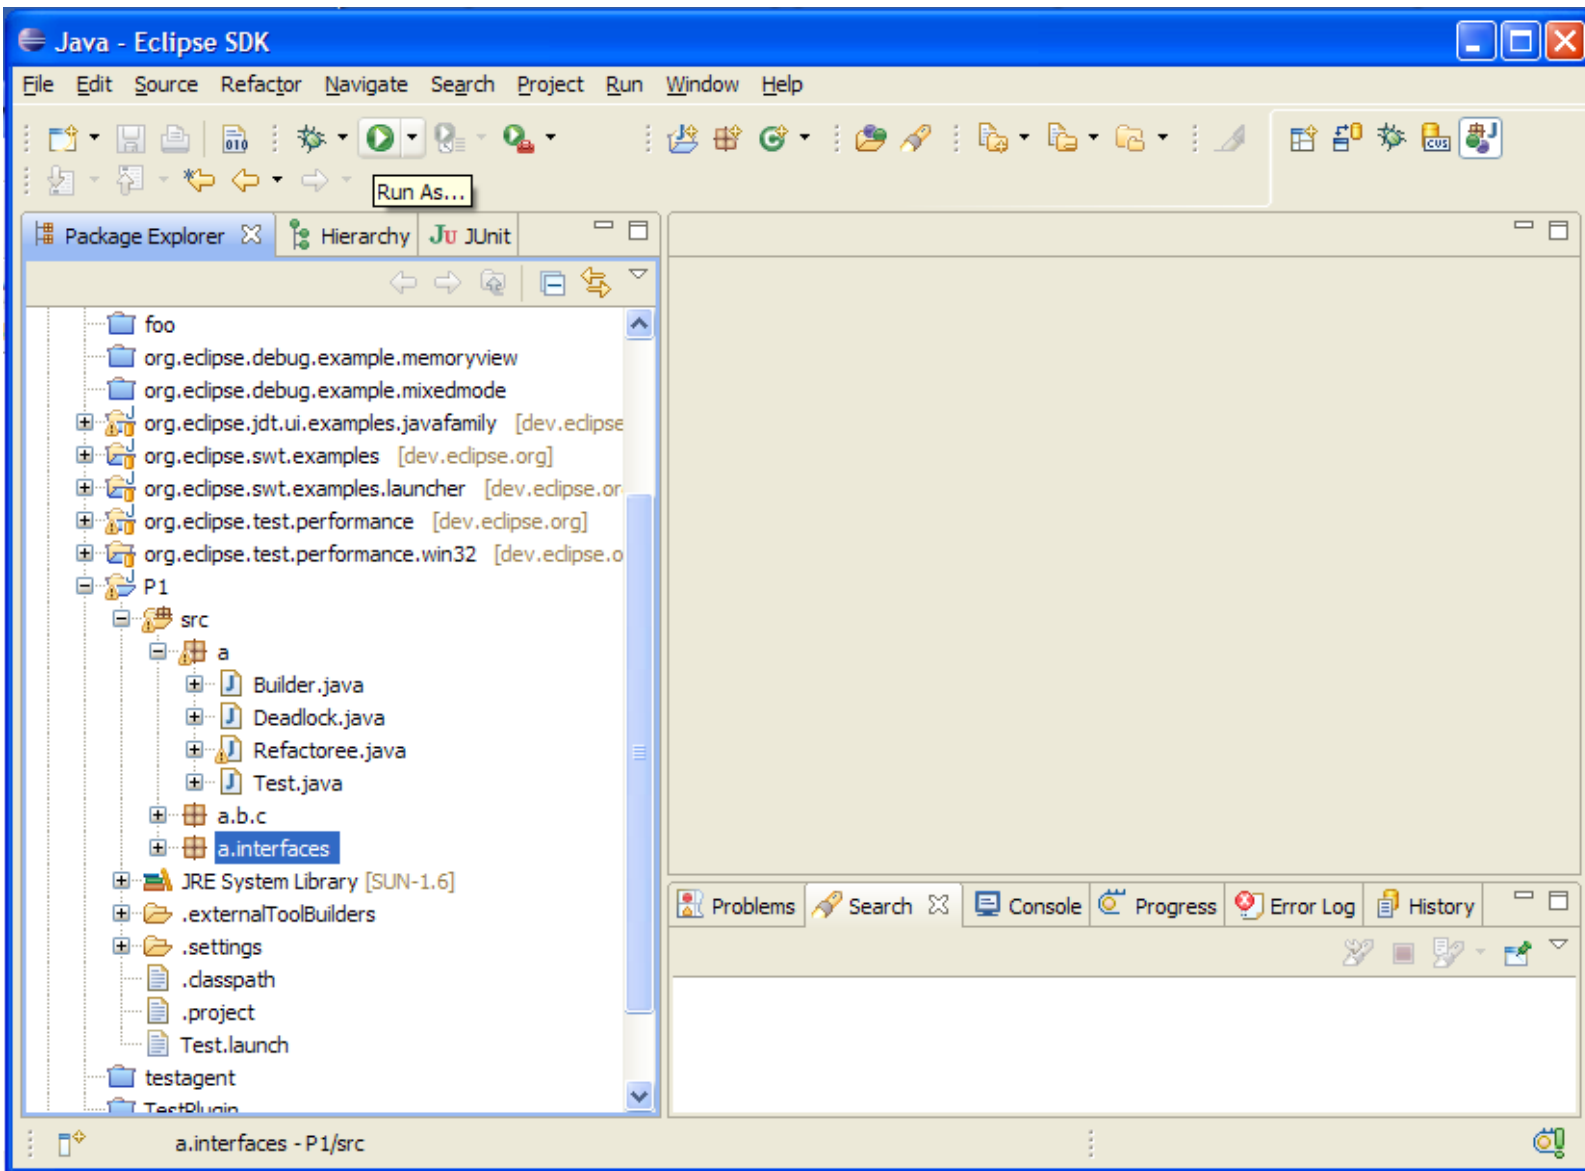 Java - Eclipse SDK
File Edit Source Refactor Navigate Search Project Run Window Help
010
CVS
Run As...
Package Explorer Hierarchy Ju JUnit
foo
org.eclipse.debug.example.memoryview
org.eclipse.debug.example.mixedmode
org.eclipse.jdt.ui.examples.javafamily [dev.eclipse
org.eclipse.swt.examples [dev.eclipse.org]
org.eclipse.swt.examples.launcher [dev.eclipse.or
org.eclipse.test.performance [dev.eclipse.org]
org.eclipse.test.performance.win32 [dev.eclipse.o
P1
src
a
Builder.java
Deadlock.java
Refactoree.java
Test.java
a.b.c
a.interfaces
JRE System Library [SUN-1.6]
.externalToolBuilders
.settings
.classpath
.project
Test.launch
testagent
TestPlugin
Problems Search Console Progress Error Log History
a.interfaces - P1/src